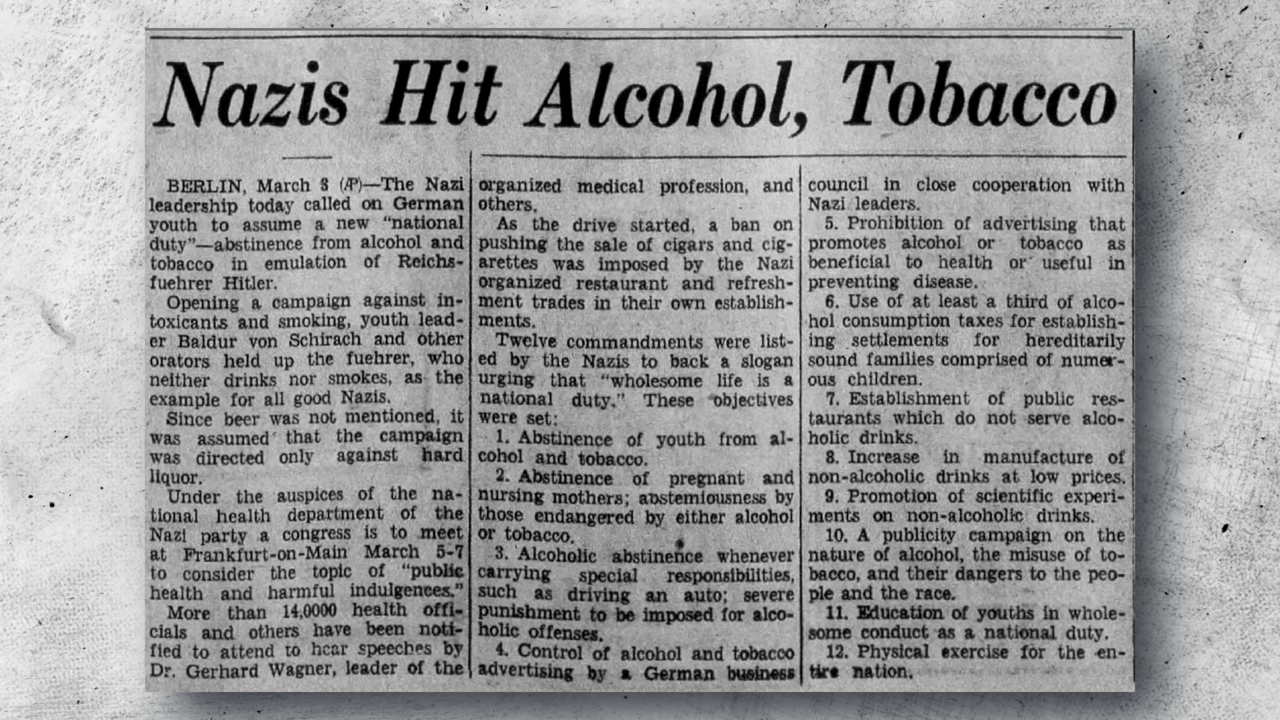 Nazis Hit Alcohol, Tobacco
BERLIN, March 3 (AP)—The Nazi
leadership today called on German
youth to assume a new “national
duty”—abstinence from alcohol and
tobacco in emulation of Reichs-
fuehrer Hitler.
Opening a campaign against in-
toxicants and smoking, youth lead-
er Baldur von Schirach and other
orators held up the fuehrer, who
neither drinks nor smokes, as the
example for all good Nazis.
Since beer was not mentioned, it
was assumed that the campaign
was directed only against hard
liquor.
Under the auspices of the na-
tional health department of the
Nazi party a congress is to meet
at Frankfurt-on-Main March 5-7
to consider the topic of “public
health and harmful indulgences.”
More than 14,0000 health offi-
cials and others have been noti-
fied to attend to hear speeches by
Dr. Gerhard Wagner, leader of the
organized medical profession, and
others.
As the drive started, a ban on
pushing the sale of cigars and cig-
arettes was imposed by the Nazi
organized restaurant and refresh-
ment trades in their own establish-
ments.
Twelve commandments were list-
ed by the Nazis to back a slogan
urging that “wholesome life is a
national duty.” These objectives
were set:
1. Abstinence of youth from al-
cohol and tobacco.
2. Abstinence of pregnant and
nursing mothers; abstemiousness by
those endangered by either alcohol
or tobacco.
3. Alcoholic abstinence whenever
carrying special responsibilities,
such as driving an auto; severe
punishment to be imposed for alco-
holic offenses.
4. Control of alcohol and tobacco
advertising by a German business
council in close cooperation with
Nazi leaders.
5. Prohibition of advertising that
promotes alcohol or tobacco as
beneficial to health or useful in
preventing disease.
6. Use of at least a third of alco-
hol consumption taxes for establish-
ing settlements for hereditarily
sound families comprised of numer-
ous children.
7. Establishment of public res-
taurants which do not serve alco-
holic drinks.
8. Increase in manufacture of
non-alcoholic drinks at low prices.
9. Promotion of scientific experi-
ments on non-alcoholic drinks.
10. A publicity campaign on the
nature of alcohol, the misuse of to-
bacco, and their dangers to the peo-
ple and the race.
11. Education of youths in whole-
some conduct as a national duty.
12. Physical exercise for the en-
tire nation.